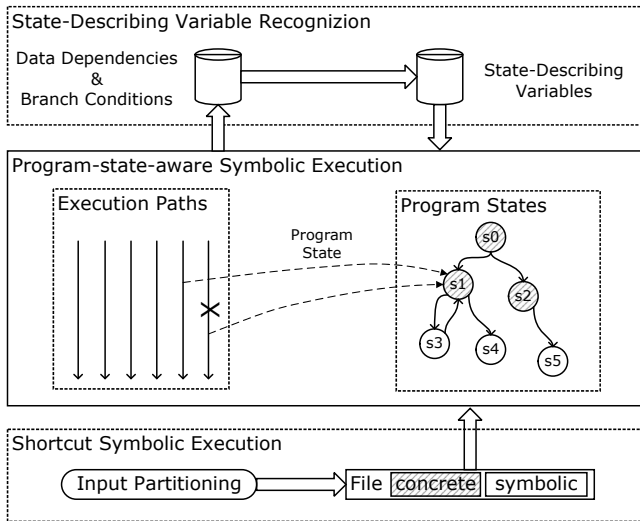 State-Describing Variable Recognizion
Data Dependencies
&
Branch Conditions
State-Describing
Variables
Program-state-aware Symbolic Execution
Execution Paths
Program
State
Program States
s0
s1
s2
s3
s4
s5
Shortcut Symbolic Execution
Input Partitioning
File concrete symbolic